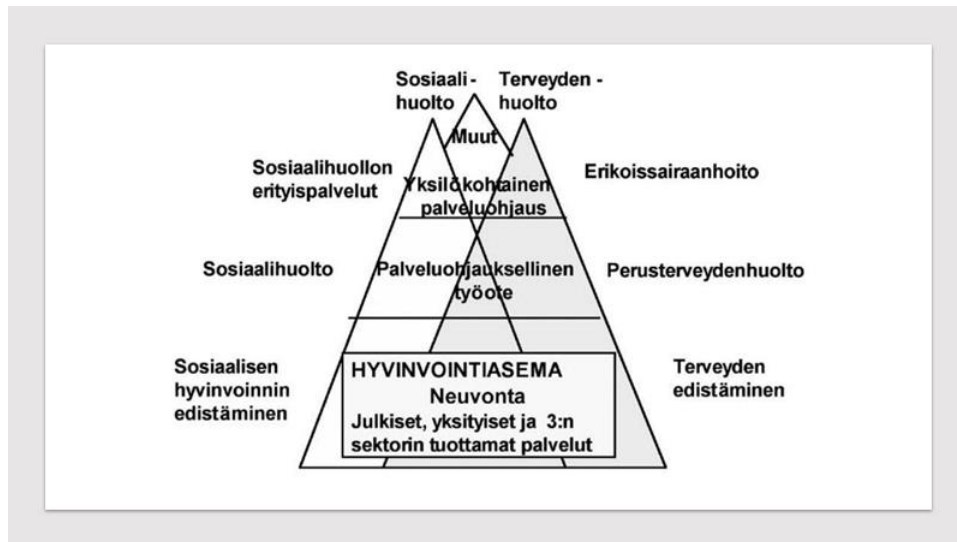 Sosiaali-
huolto
Terveyden -
huolto
Muut
Sosiaalihuollon
erityispalvelut
Yksilökohtainen
palveluohjaus
Erikoissairaanhoito
Sosiaalihuolto
Palveluohjauksellinen
työote
Perusterveydenhuolto
Sosiaalisen
hyvinvoinnin
edistäminen
HYVINVOINTIASEMA
Neuvonta
Julkiset, yksityiset ja 3:n
sektorin tuottamat palvelut
Terveyden
edistäminen